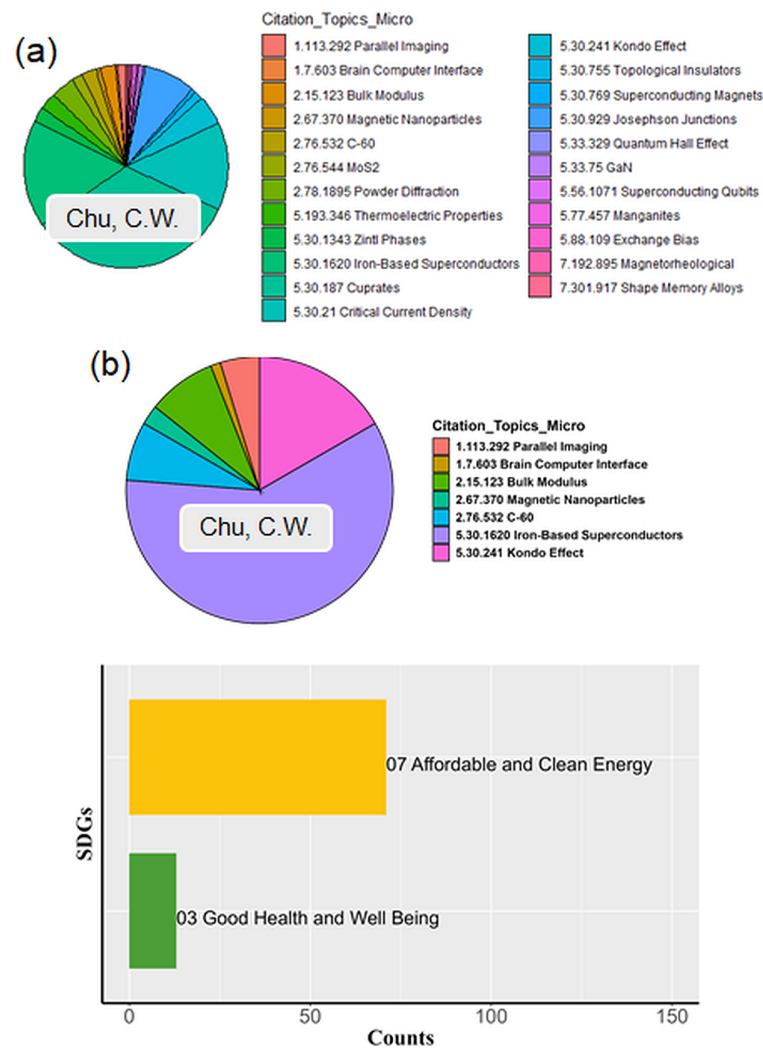 Citation_Topics_Micro
(a)
1.113.292 Parallel Imaging
1.7.603 Brain Computer Interface
2.15.123 Bulk Modulus
2.67.370 Magnetic Nanoparticles
2.76.532 C-60
2.76.544 MoS2
2.78.1895 Powder Diffraction
5.193.346 Thermoelectric Properties
5.30.1343 Zintl Phases
5.30.1620 Iron-Based Superconductors
5.30.187 Cuprates
5.30.21 Critical Current Density
5.30.241 Kondo Effect
5.30.755 Topological Insulators
5.30.769 Superconducting Magnets
5.30.929 Josephson Junctions
5.33.329 Quantum Hall Effect
5.33.75 GaN
5.56.1071 Superconducting Qubits
5.77.457 Manganites
5.88.109 Exchange Bias
7.192.895 Magnetorheological
7.301.917 Shape Memory Alloys
Chu, C.W.
(b)
Citation_Topics_Micro
1.113.292 Parallel Imaging
1.7.603 Brain Computer Interface
2.15.123 Bulk Modulus
2.67.370 Magnetic Nanoparticles
2.76.532 C-60
5.30.1620 Iron-Based Superconductors
5.30.241 Kondo Effect
Chu, C.W.
SDGs
07 Affordable and Clean Energy
03 Good Health and Well Being
0 50 100 150
Counts